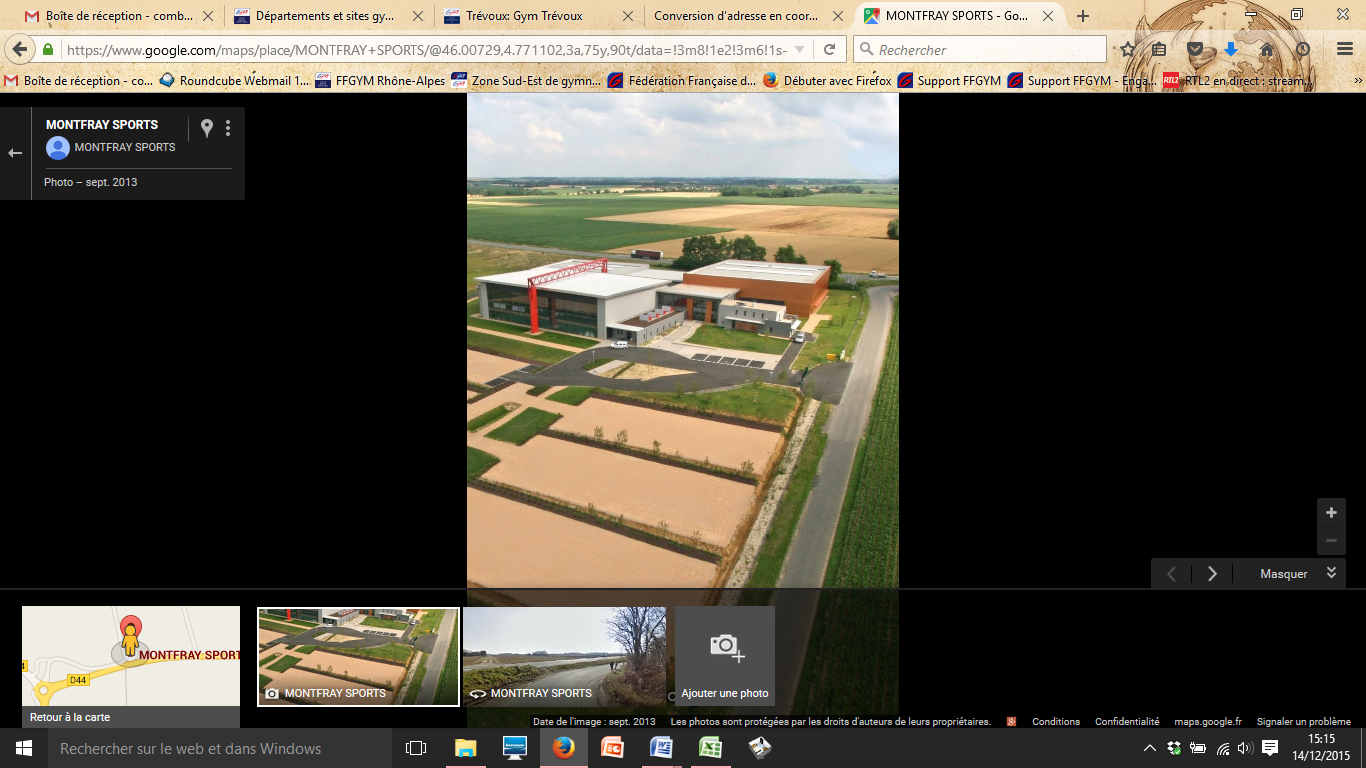 Boîte de réception - comb...
Départements et sites gy...
Trévoux: Gym Trévoux
Conversion d'adresse en coor...
MONTFRAY SPORTS - Go...
https://www.google.com/maps/place/MONTFRAY+SPORTS/@46.00729,4.771102,3a,75y,90t/data=!3m8!1e2!3m6!1s-
Rechercher
Boîte de réception - co...
Roundcube Webmail 1...
FFGYM Rhône-Alpes
Zone Sud-Est de gymn...
Fédération Française d...
Débuter avec Firefox
Support FFGYM
Support FFGYM - Enga...
RTL2 en direct : stream...
MONTFRAY SPORTS
MONTFRAY SPORTS
Photo – sept. 2013
Masquer
D44
MONTFRAY SPORT
Retour à la carte
MONTFRAY SPORTS
MONTFRAY SPORTS
Ajouter une photo
Date de l'image : sept. 2013
Les photos sont protégées par les droits d'auteurs de leurs propriétaires.
Conditions
Confidentialité
maps.google.fr
Signaler un problème
Rechercher sur le web et dans Windows
15:15
14/12/2015